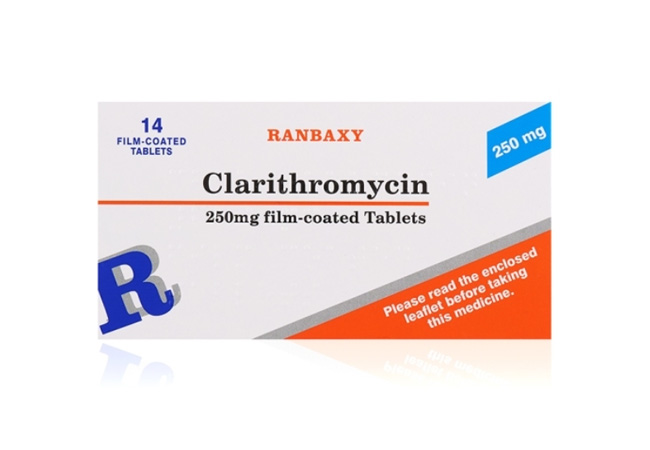 14
FILM-COATED
TABLETS
RANBAXY
250 mg
Clarithromycin
250mg film-coated Tablets
R
Please read the enclosed
leaflet before taking
this medicine.